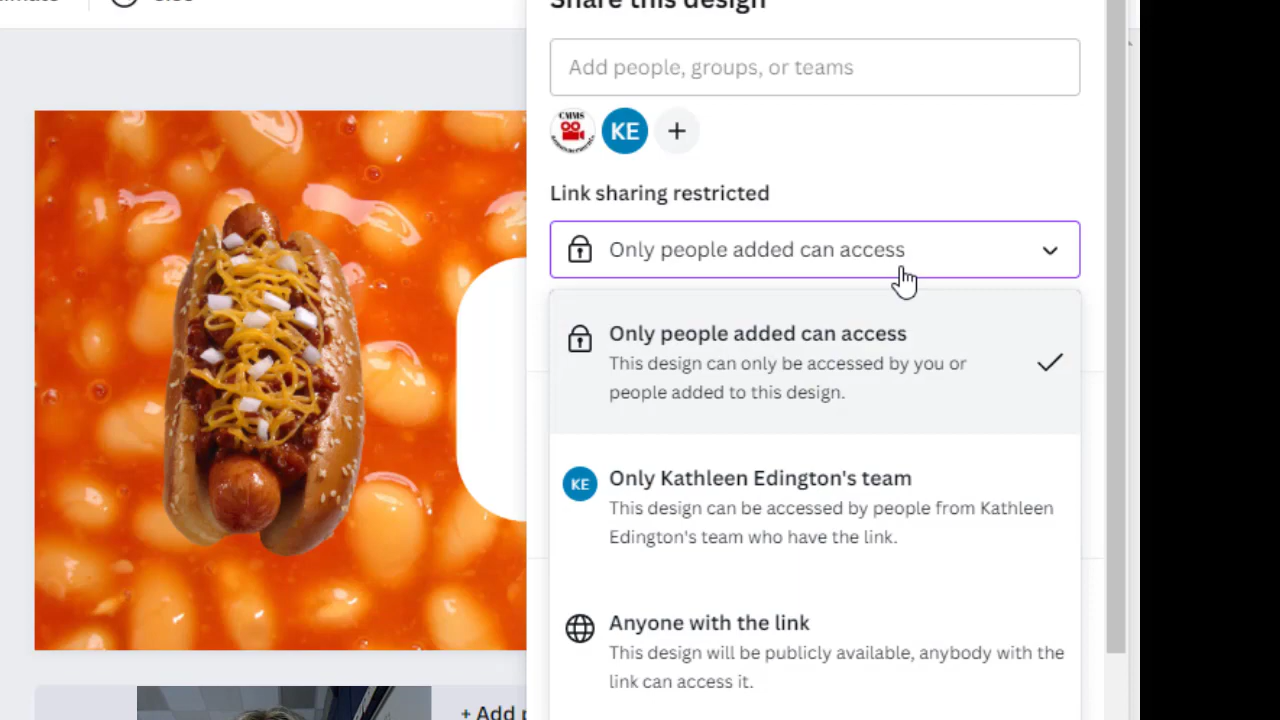 Share this design
Add people, groups, or teams
CMMS
KE
+
Link sharing restricted
Only people added can access
Only people added can access
This design can only be accessed by you or
people added to this design.
KE
Only Kathleen Edington's team
This design can be accessed by people from Kathleen
Edington's team who have the link.
Anyone with the link
This design will be publicly available, anybody with the
link can access it.
+ Add